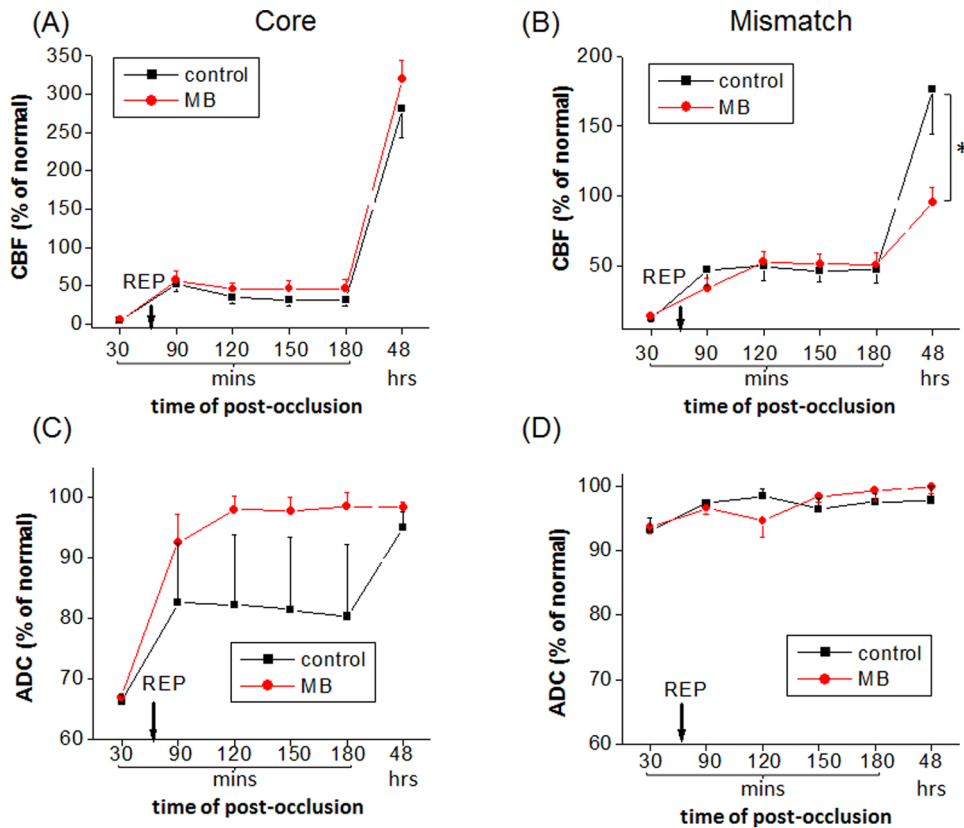 (A) Core
CBF (% of normal)
350
300
250
200
150
100
50
0
control
MB
REP
30 90 120 150 180 48
mins hrs
time of post-occlusion
(B) Mismatch
CBF (% of normal)
200
150
100
50
control
MB
*
REP
30 90 120 150 180 48
mins hrs
time of post-occlusion
(C)
ADC (% of normal)
100
90
80
70
60
control
MB
REP
30 90 120 150 180 48
mins hrs
time of post-occlusion
(D)
ADC (% of normal)
100
90
80
70
60
control
MB
REP
30 90 120 150 180 48
mins hrs
time of post-occlusion